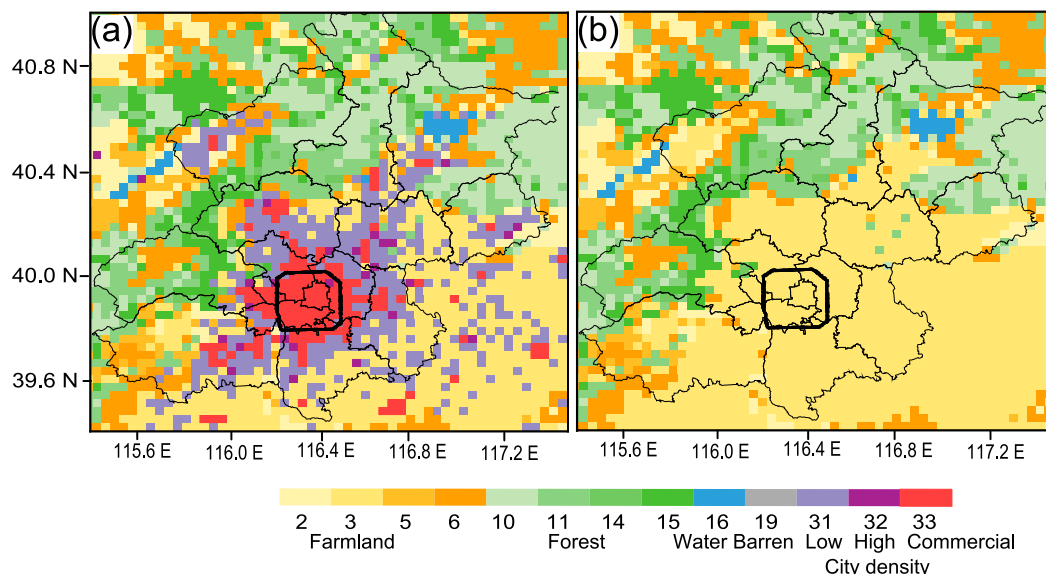 (a) (b)
40.8 N
40.4 N
40.0 N
39.6 N
115.6 E 116.0 E 116.4 E 116.8 E 117.2 E 115.6 E 116.0 E 116.4 E 116.8 E 117.2 E
2 3 5 6 10 11 14 15 16 19 31 32 33
Farmland Forest Water Barren Low High Commercial
City density